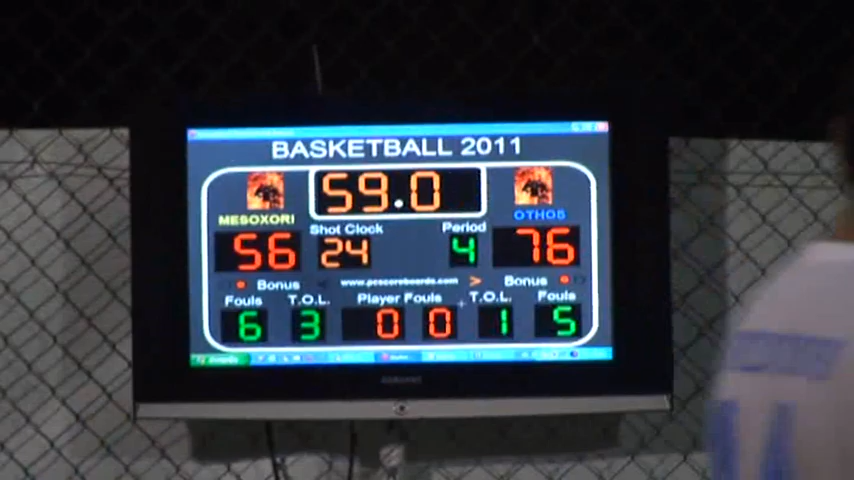 BASKETBALL 2011
59.0
MESOXORI
OTHOS
Shot Clock
Period
56
24
4
76
Bonus
www.pcscoreboards.com
>
Bonus
Fouls
T.O.L.
Player Fouls
T.O.L.
Fouls
6
3
0
0
1
5
SAMSUNG